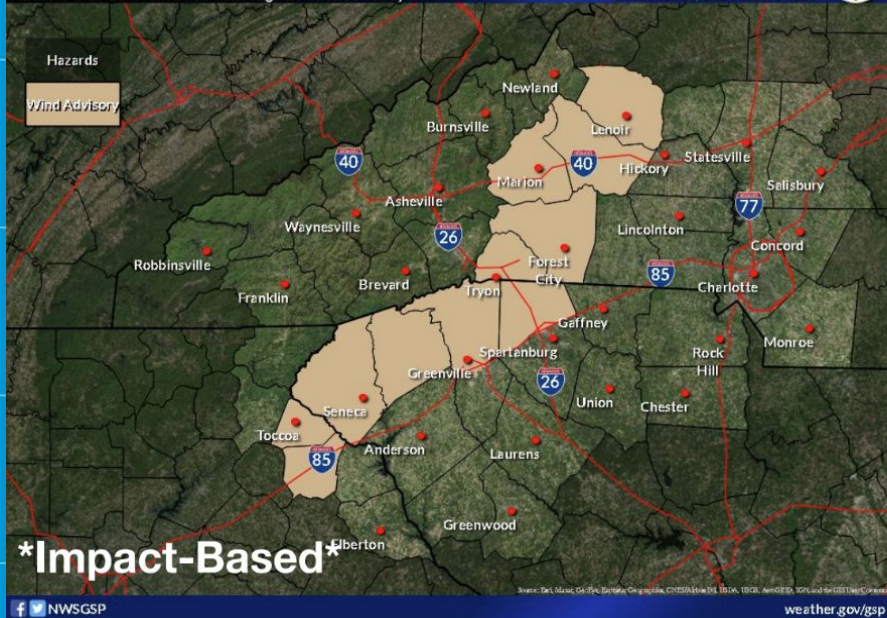 Hazards
Wind Advisory
Newland
Burnsville
Lenoir
40
Marion
40
Hickory
Statesville
Salisbury
Asheville
77
Waynesville
26
Lincolnton
Concord
Robbinsville
Forest
City
Franklin
Brevard
Tryon
85
Charlotte
Gaffney
Monroe
Spartanburg
Rock
Hill
Greenville
26
Union
Chester
Seneca
Toccoa
85
Anderson
Laurens
Greenwood
Elberton
*Impact-Based*
NWSGSP
weather.gov/gsp